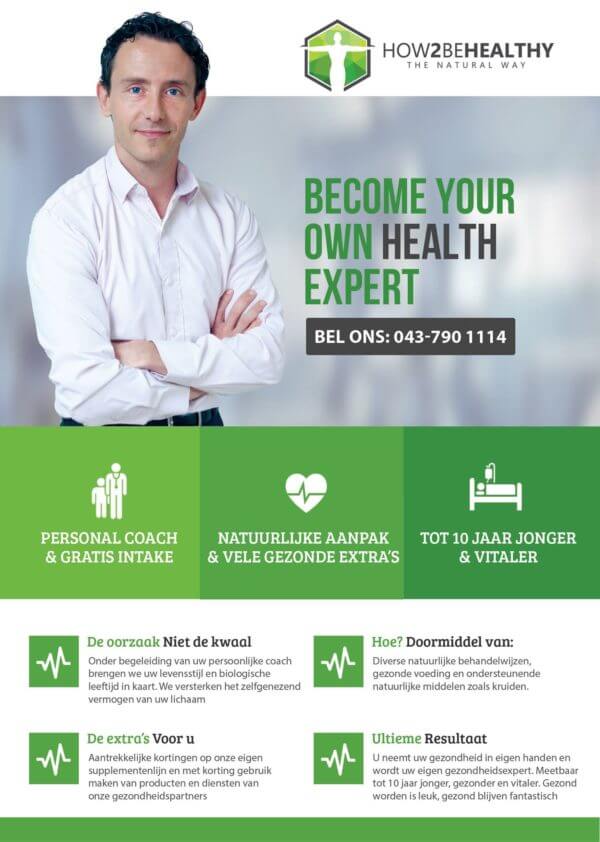 HOW2BEHEALTHY
THE NATURAL WAY
BECOME YOUR
OWN HEALTH
EXPERT
BEL ONS: 043-790 1114
PERSONAL COACH
& GRATIS INTAKE
NATUURLIJKE AANPAK
& VELE GEZONDE EXTRA'S
TOT 10 JAAR JONGER
& VITALER
De oorzaak Niet de kwaal
Onder begeleiding van uw persoonlijke coach
brengen we uw levensstijl en biologische
leeftijd in kaart. We versterken het zelfgenezend
vermogen van uw lichaam
Hoe? Doormiddel van:
Diverse natuurlijke behandelwijzen,
gezonde voeding en ondersteunende
natuurlijke middelen zoals kruiden.
De extra's Voor u
Aantrekkelijke kortingen op onze eigen
supplementenlijn en met korting gebruik
maken van producten en diensten van
onze gezondheidspartners
Ultieme Resultaat
U neemt uw gezondheid in eigen handen en
wordt uw eigen gezondheidsexpert. Meetbaar
tot 10 jaar jonger, gezonder en vitaler. Gezond
worden is leuk, gezond blijven fantastisch